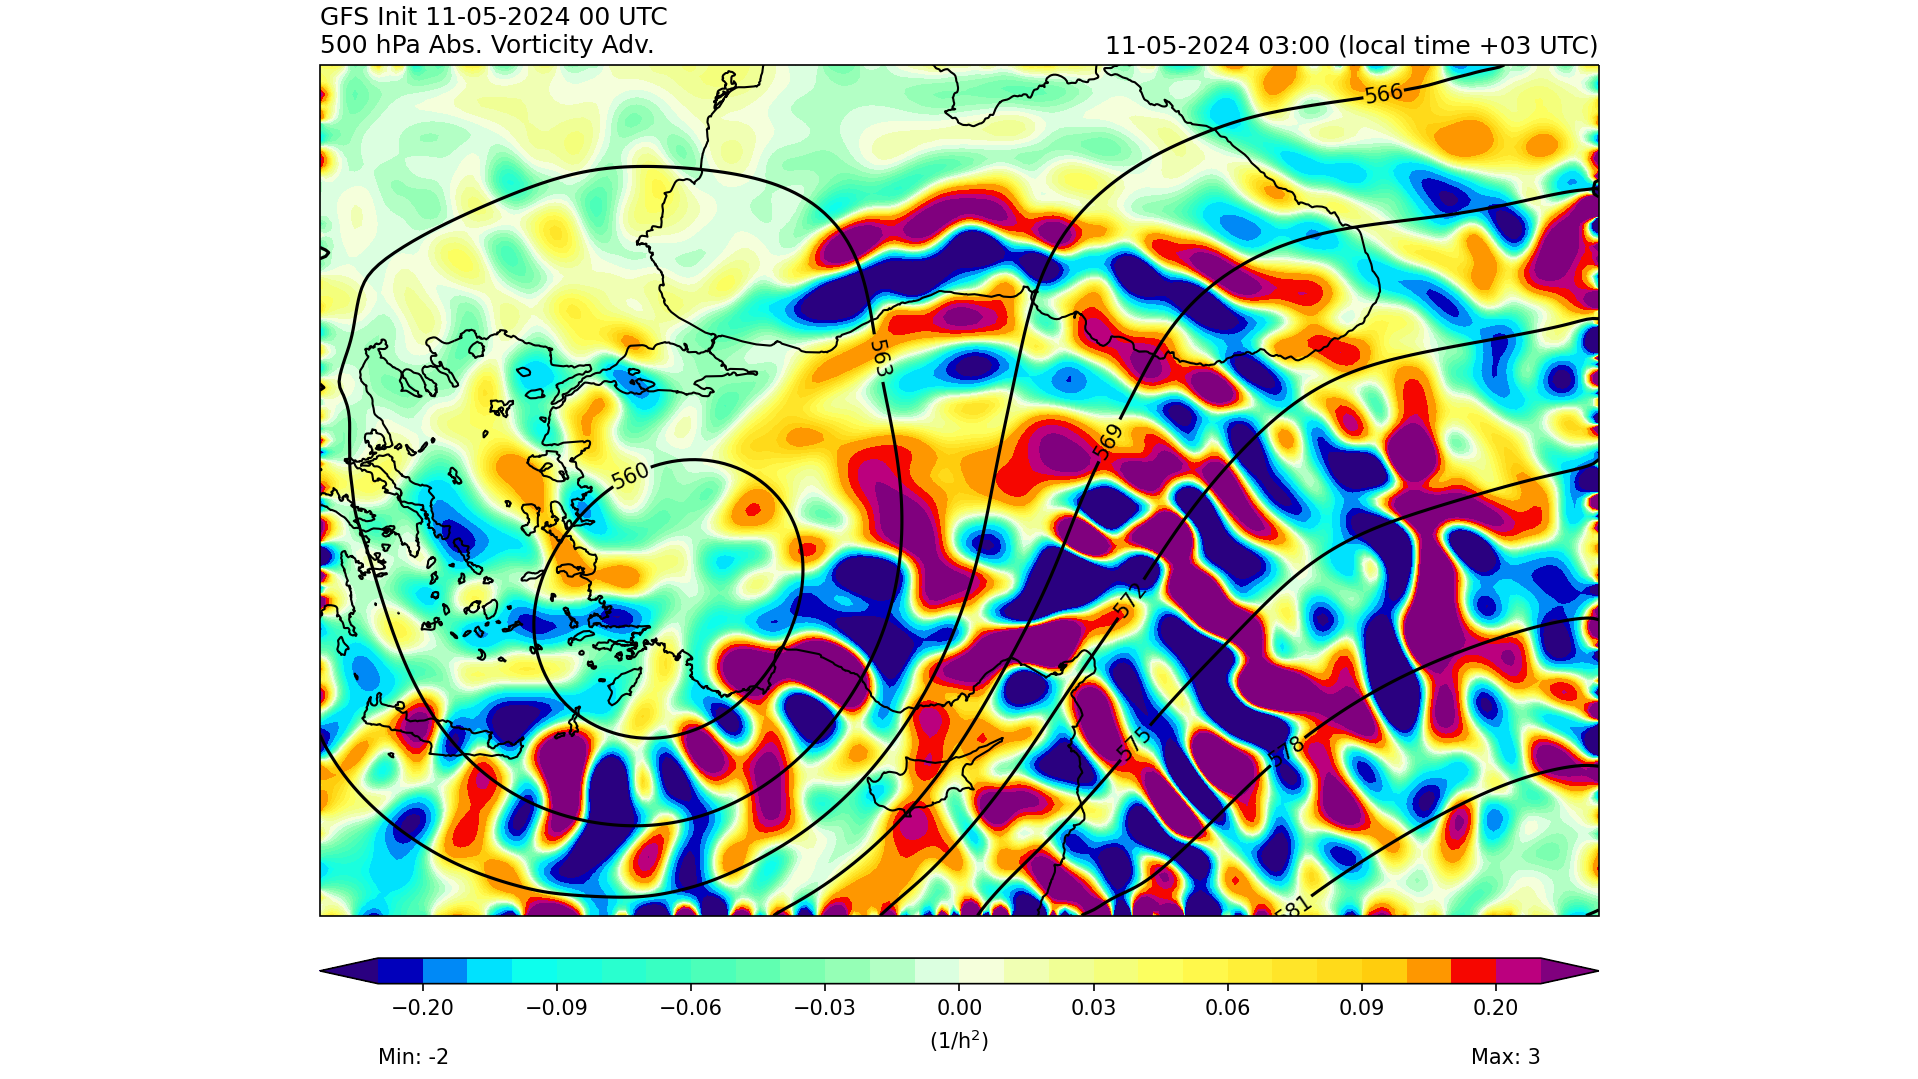 GFS Init 11-05-2024 00 UTC
500 hPa Abs. Vorticity Adv.
11-05-2024 03:00 (local time +03 UTC)
566
563
569
560
572
575
578
581
−0.20 −0.09 −0.06 −0.03 0.00 0.03 0.06 0.09 0.20
(1/h²)
Min: -2
Max: 3